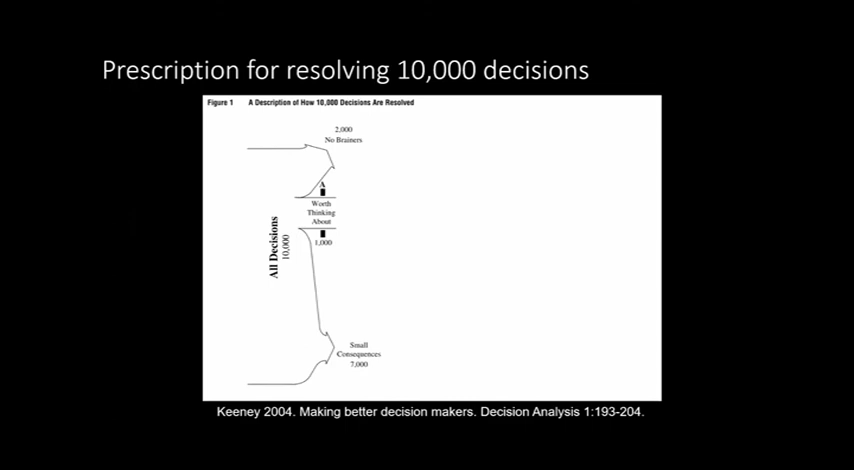 Prescription for resolving 10,000 decisions
Figure 1 A Description of How 10,000 Decisions Are Resolved
2,000
No Brainers
A
Worth
Thinking
About
1,000
All Decisions
10,000
Small
Consequences
7,000
Keeney 2004. Making better decision makers. Decision Analysis 1:193-204.